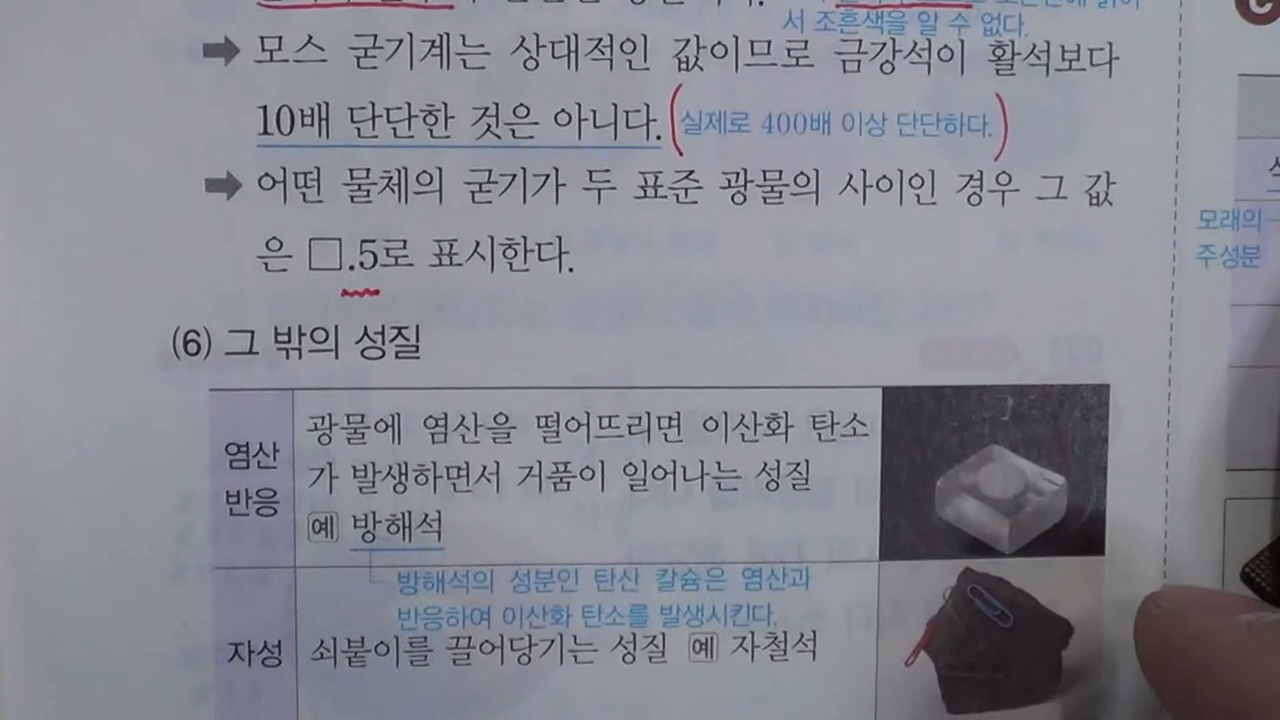 서 조흔색을 알 수 없다.
➡ 모스 굳기계는 상대적인 값이므로 금강석이 활석보다
10배 단단한 것은 아니다. (실제로 400배 이상 단단하다.)
➡ 어떤 물체의 굳기가 두 표준 광물의 사이인 경우 그 값
은 □.5로 표시한다.
(6) 그 밖의 성질
염산
반응
광물에 염산을 떨어뜨리면 이산화 탄소
가 발생하면서 거품이 일어나는 성질
예 방해석
방해석의 성분인 탄산 칼슘은 염산과
반응하여 이산화 탄소를 발생시킨다.
자성
쇠붙이를 끌어당기는 성질 예 자철석
모래의
주성분